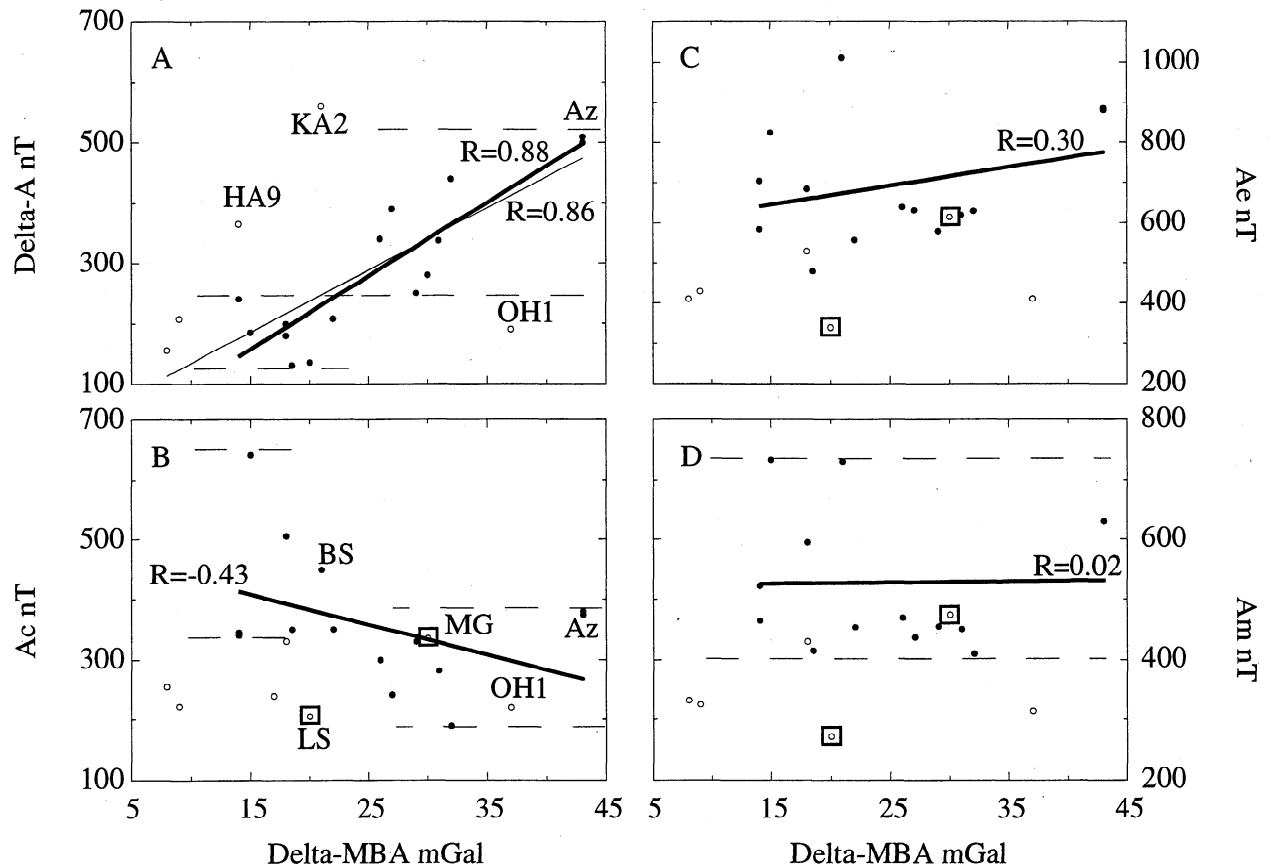 700
500
300
100
Delta-A nT
A
KA2
HA9
Az
R=0.88
R=0.86
OH1
C
R=0.30
1000
800
600
400
200
Ae nT
700
500
300
100
Ac nT
B
BS
R=-0.43
MG
Az
OH1
LS
5
15
25
35
45
Delta-MBA mGal
D
R=0.02
800
600
400
200
Am nT
5
15
25
35
45
Delta-MBA mGal